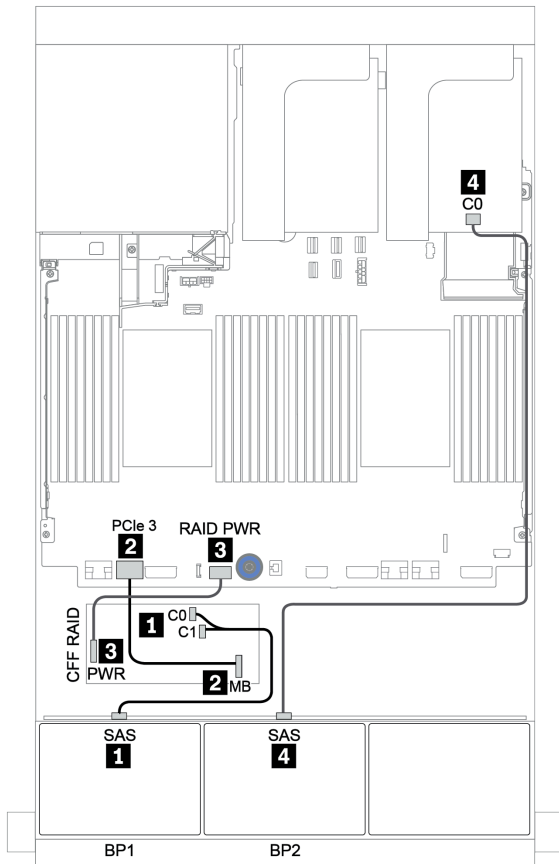 4
C0
PCIe 3
RAID PWR
2
3
CFF RAID
1
C0
C1
3
PWR
2
MB
SAS
SAS
1
4
BP1
BP2